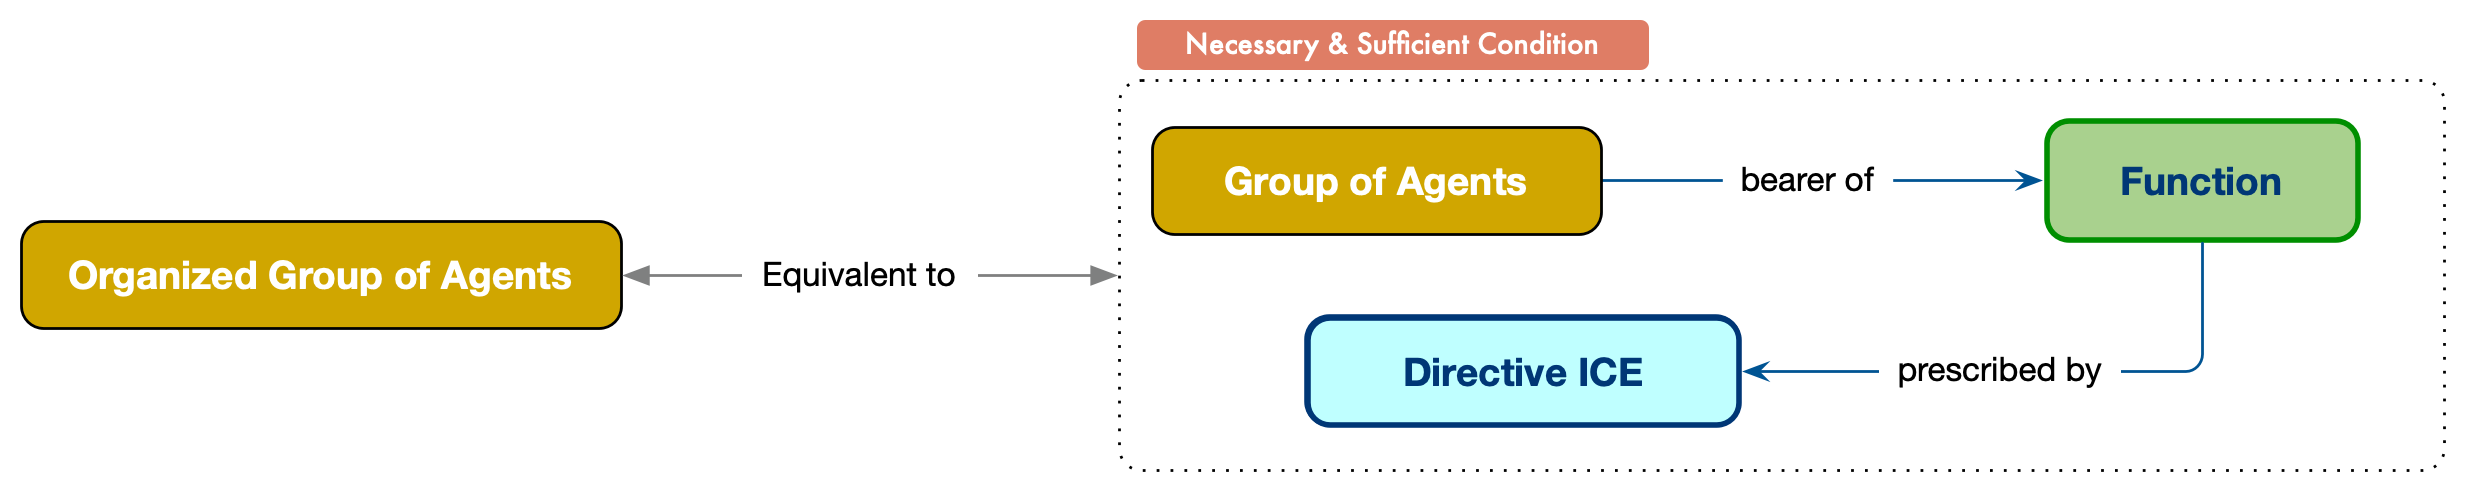 Necessary & Sufficient Condition
Group of Agents
bearer of
Function
Organized Group of Agents
Equivalent to
Directive ICE
prescribed by